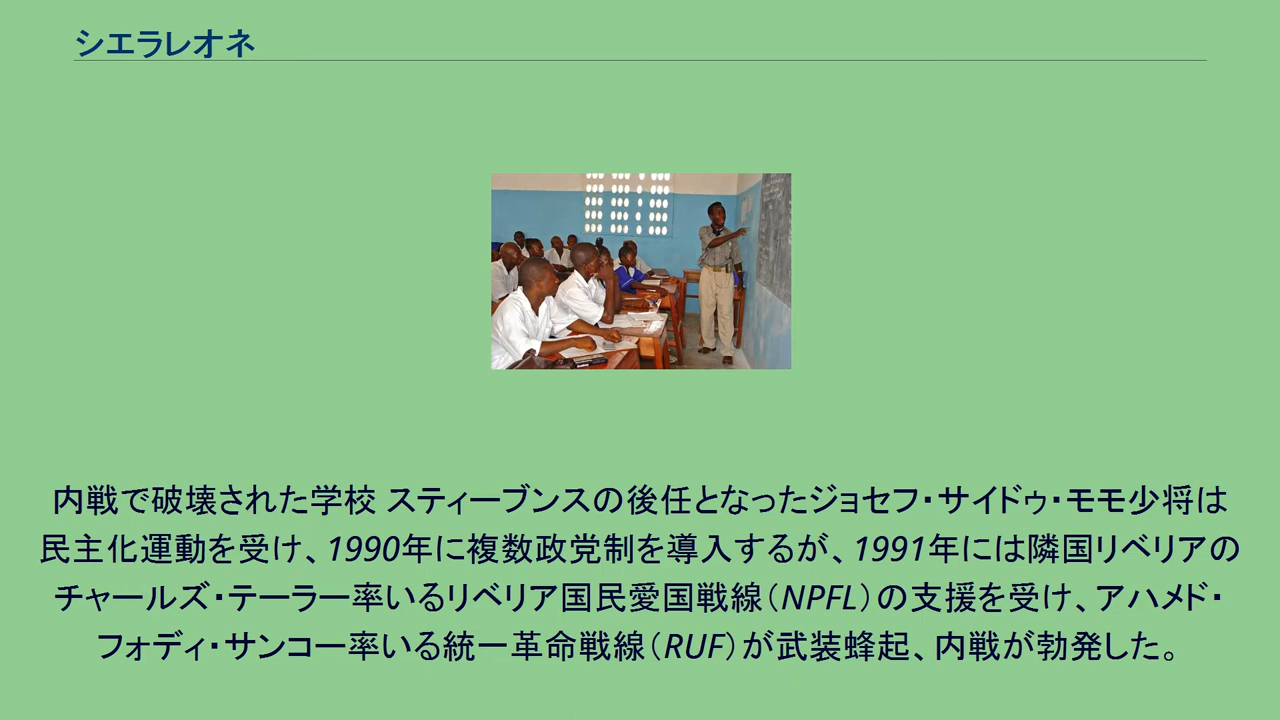 シエラレオネ
内戦で破壊された学校 スティーブンスの後任となったジョセフ・サイドゥ・モモ少将は
民主化運動を受け、1990年に複数政党制を導入するが、1991年には隣国リベリアの
チャールズ・テーラー率いるリベリア国民愛国戦線（NPFL）の支援を受け、アハメド・
フォディ・サンコー率いる統一革命戦線（RUF）が武装蜂起、内戦が勃発した。